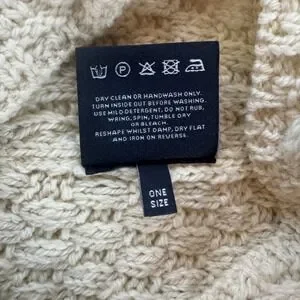 P
DRY CLEAN OR HANDWASH ONLY.
TURN INSIDE OUT BEFORE WASHING.
USE MILD DETERGENT, DO NOT RUB,
WRING, SPIN, TUMBLE DRY
OR BLEACH.
RESHAPE WHILST DAMP, DRY FLAT
AND IRON ON REVERSE.
ONE
SIZE